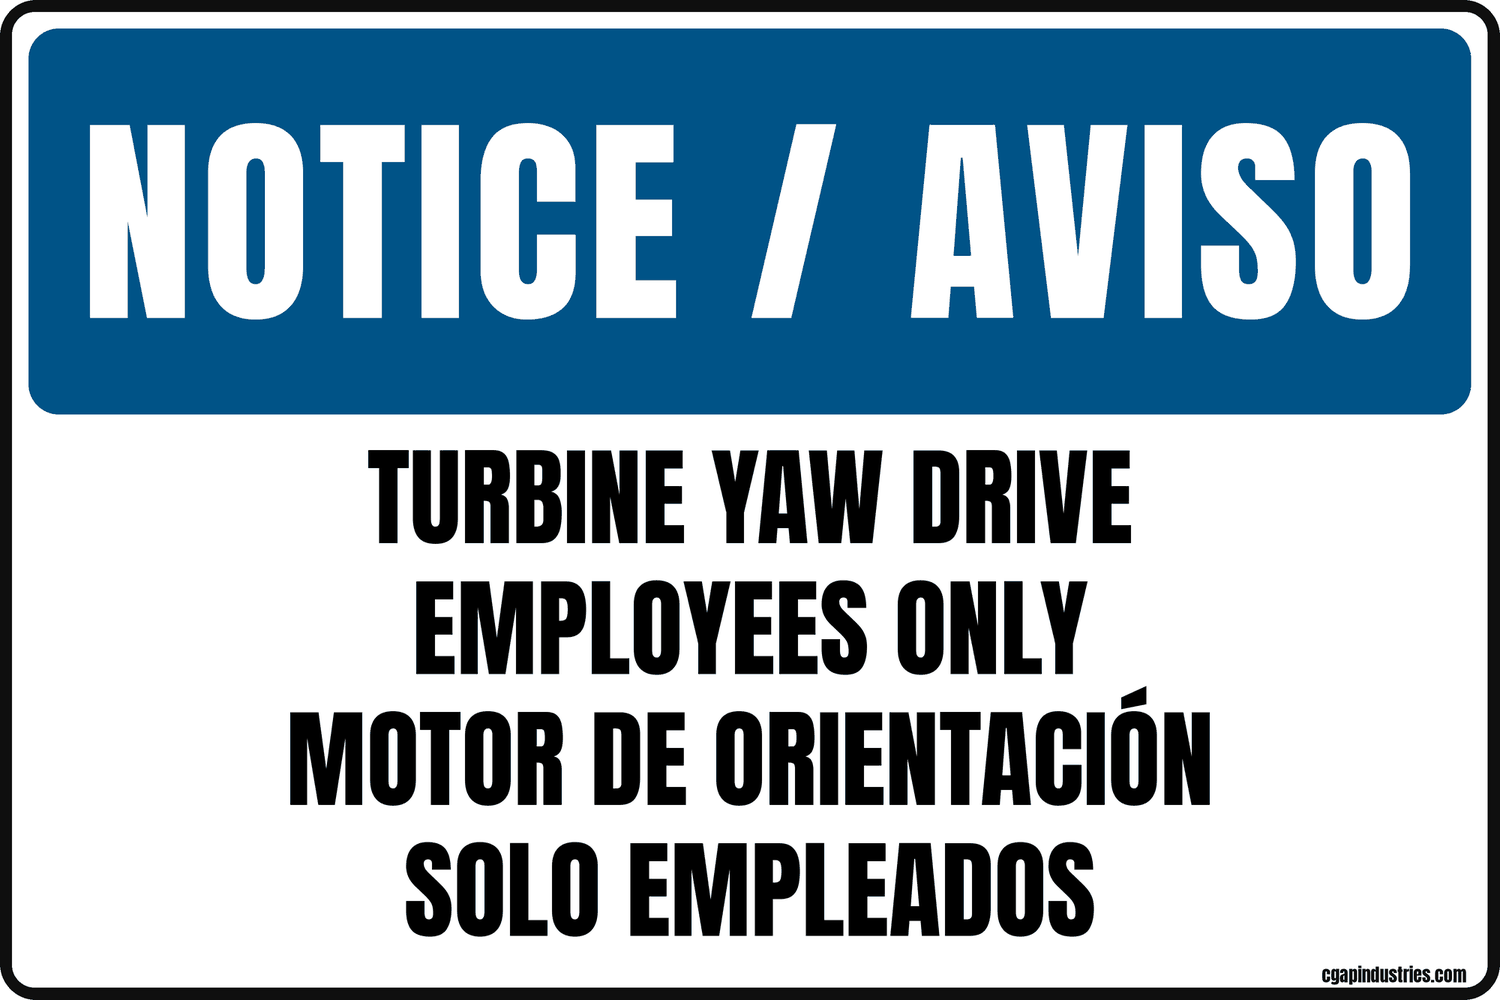 NOTICE / AVISO
TURBINE YAW DRIVE
EMPLOYEES ONLY
MOTOR DE ORIENTACIÓN
SOLO EMPLEADOS
cgapindustries.com